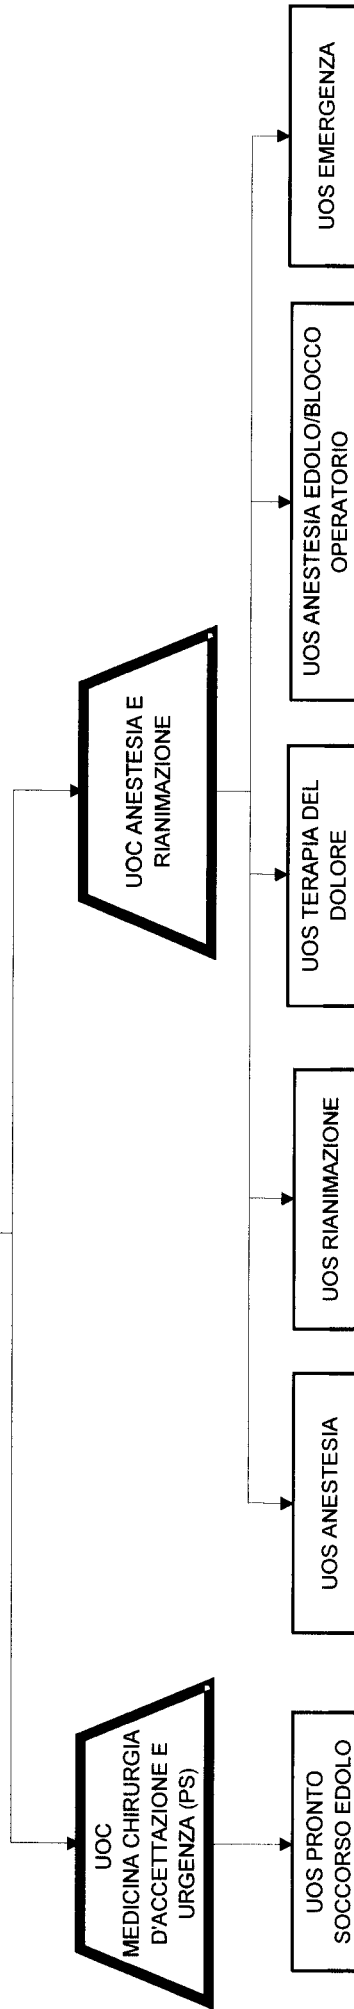 UOC
MEDICINA CHIRURGIA
D'ACCETTAZIONE E
URGENZA (PS)
UOC ANESTESIA E
RIANIMAZIONE
UOS PRONTO
SOCCORSO EDOLO
UOS ANESTESIA
UOS RIANIMAZIONE
UOS TERAPIA DEL
DOLORE
UOS ANESTESIA EDOLO/BLOCCO
OPERATORIO
UOS EMERGENZA